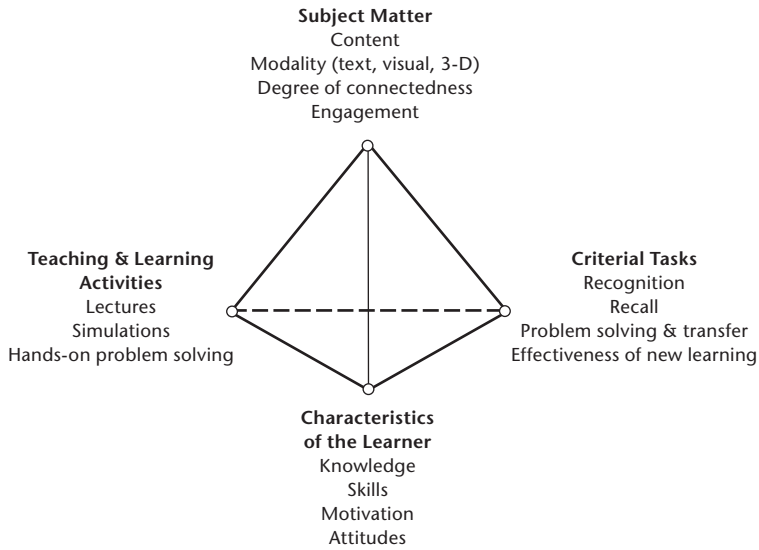 Subject Matter
Content
Modality (text, visual, 3-D)
Degree of connectedness
Engagement
Teaching & Learning
Activities
Lectures
Simulations
Hands-on problem solving
Criterial Tasks
Recognition
Recall
Problem solving & transfer
Effectiveness of new learning
Characteristics
of the Learner
Knowledge
Skills
Motivation
Attitudes